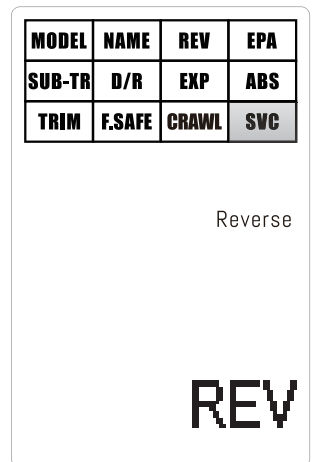 MODEL NAME REV EPA
SUB-TR D/R EXP ABS
TRIM F.SAFE CRAWL SVC
Reverse
REV